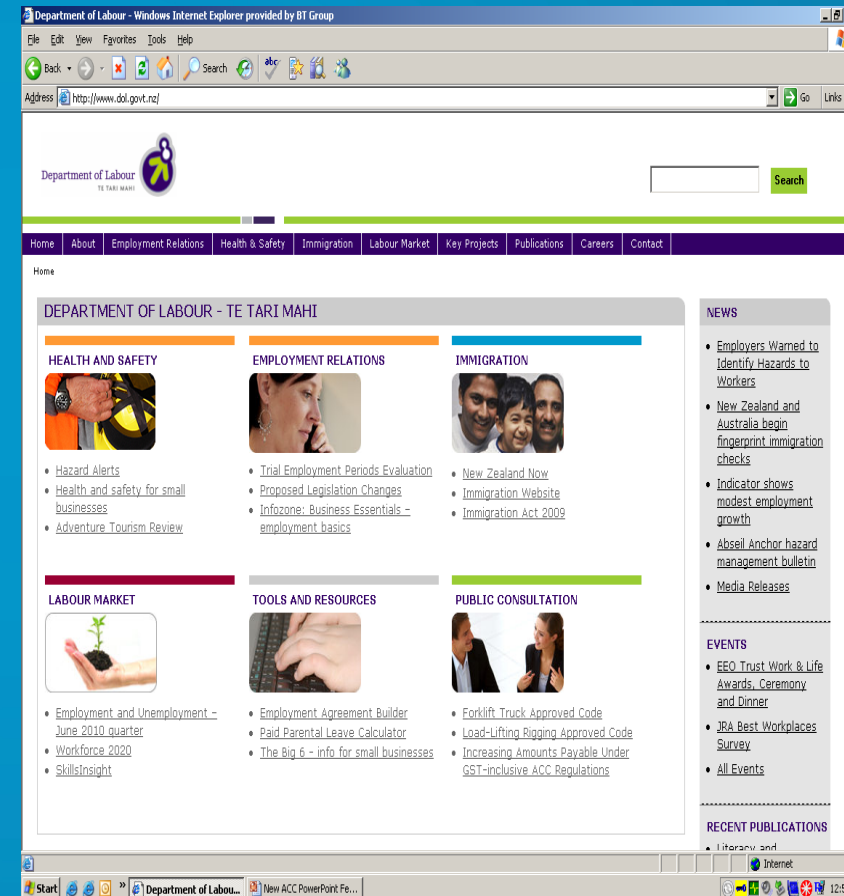 Department of Labour - Windows Internet Explorer provided by BT Group
File Edit View Favorites Tools Help
Back Search
Address http://www.dol.govt.nz/ Go Links
Department of Labour
TE TARI MAHI
Search
Home About Employment Relations Health & Safety Immigration Labour Market Key Projects Publications Careers Contact
Home
DEPARTMENT OF LABOUR - TE TARI MAHI
HEALTH AND SAFETY
Hazard Alerts
Health and safety for small
businesses
Adventure Tourism Review
EMPLOYMENT RELATIONS
Trial Employment Periods Evaluation
Proposed Legislation Changes
Infozone: Business Essentials –
employment basics
IMMIGRATION
New Zealand Now
Immigration Website
Immigration Act 2009
LABOUR MARKET
Employment and Unemployment –
June 2010 quarter
Workforce 2020
SkillsInsight
TOOLS AND RESOURCES
Employment Agreement Builder
Paid Parental Leave Calculator
The Big 6 - info for small businesses
PUBLIC CONSULTATION
Forklift Truck Approved Code
Load-Lifting Rigging Approved Code
Increasing Amounts Payable Under
GST-inclusive ACC Regulations
NEWS
Employers Warned to
Identify Hazards to
Workers
New Zealand and
Australia begin
fingerprint immigration
checks
Indicator shows
modest employment
growth
Abseil Anchor hazard
management bulletin
Media Releases
EVENTS
EEO Trust Work & Life
Awards, Ceremony
and Dinner
JRA Best Workplaces
Survey
All Events
RECENT PUBLICATIONS
Literacy and
Internet
Start Department of Labou... New ACC PowerPoint Fe...